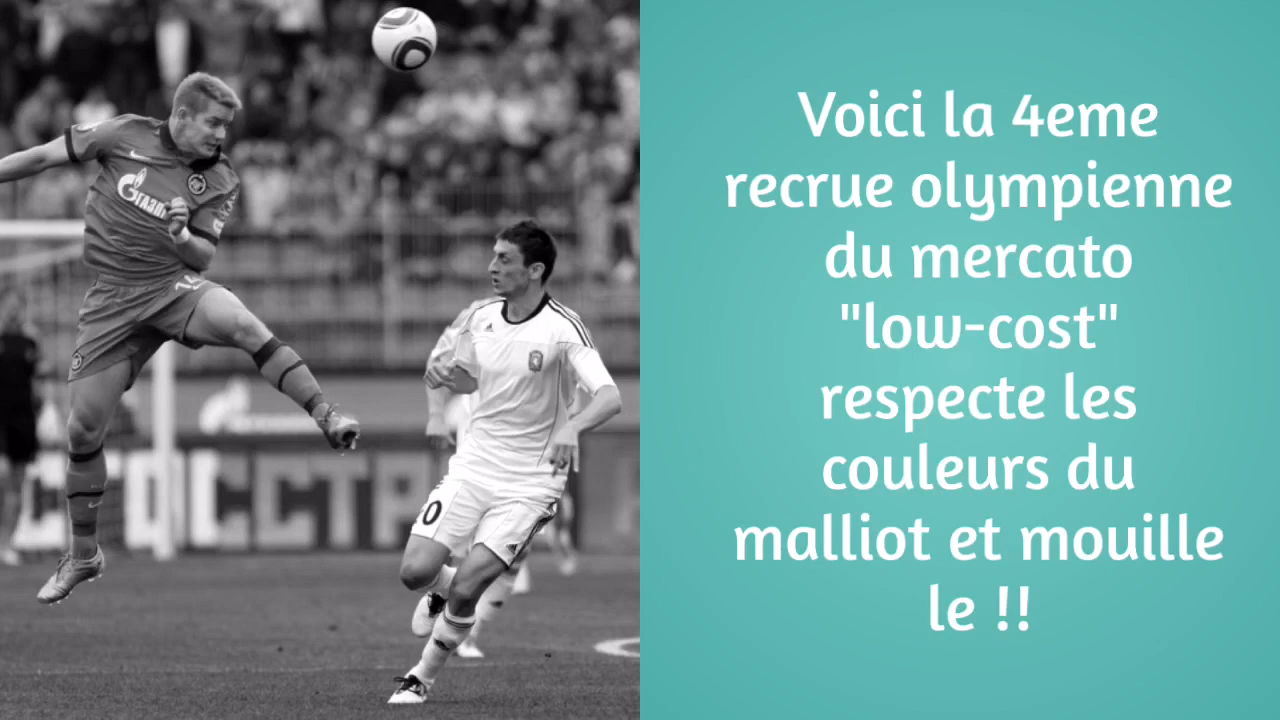 Voici la 4eme
recrue olympienne
du mercato
"low-cost"
respecte les
couleurs du
malliot et mouille
le !!